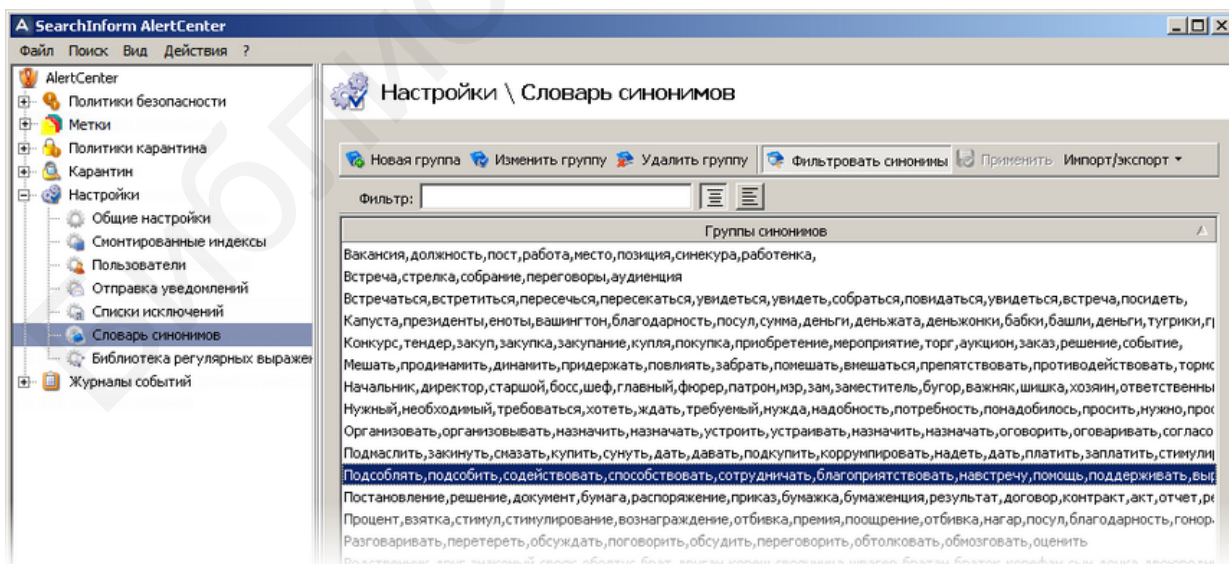 SearchInform AlertCenter
Файл Поиск Вид Действия ?
AlertCenter
Политики безопасности
Метки
Политики карантина
Карантин
Настройки
Общие настройки
Смонтированные индексы
Пользователи
Отправка уведомлений
Списки исключений
Словарь синонимов
Библиотека регулярных выражен
Журналы событий
Настройки \ Словарь синонимов
Новая группа Изменить группу Удалить группу Фильтровать синонимы Применить Импорт/экспорт
Фильтр:
Группы синонимов
Вакансия,должность,пост,работа,место,позиция,синекура,работенка,
Встреча,стрелка,собрание,переговоры,аудиенция
Встречаться,встретиться,пересечься,пересекаться,увидеться,увидеть,собраться,повидаться,увидеться,встреча,посидеть,
Капуста,президенты,еноты,вашингтон,благодарность,посул,сумма,деньги,деньжата,деньжонки,бабки,башли,деньги,тугрики,г
Конкурс,тендер,закуп,закупка,закупание,купля,покупка,приобретение,мероприятие,торг,аукцион,заказ,решение,событие,
Мешать,продинамить,динамить,придержать,повлиять,забрать,помешать,вмешаться,препятствовать,противодействовать,тормо
Начальник,директор,старшой,босс,шеф,главный,фюрер,патрон,мэр,зам,заместитель,бугор,важняк,шишка,хозяин,ответственны
Нужный,необходимый,требоваться,хотеть,ждать,требуемый,нужда,надобность,потребность,понадобилось,просить,нужно,прос
Организовать,организовывать,назначить,назначать,устроить,устраивать,назначить,назначать,оговорить,оговаривать,согласо
Подмаслить,закинуть,смазать,купить,сунуть,дать,давать,подкупить,коррумпировать,надеть,дать,платить,заплатить,стимули
Подсоблять,подсобить,содействовать,способствовать,сотрудничать,благоприятствовать,навстречу,помощь,поддерживать,выр
Постановление,решение,документ,бумага,распоряжение,приказ,бумажка,бумаженция,результат,договор,контракт,акт,отчет,ре
Процент,взятка,стимул,стимулирование,вознаграждение,отбивка,премия,поощрение,отбивка,нагар,посул,благодарность,гонор
Разговаривать,перетереть,обсуждать,поговорить,обсудить,переговорить,обтолковать,обмозговать,оценить